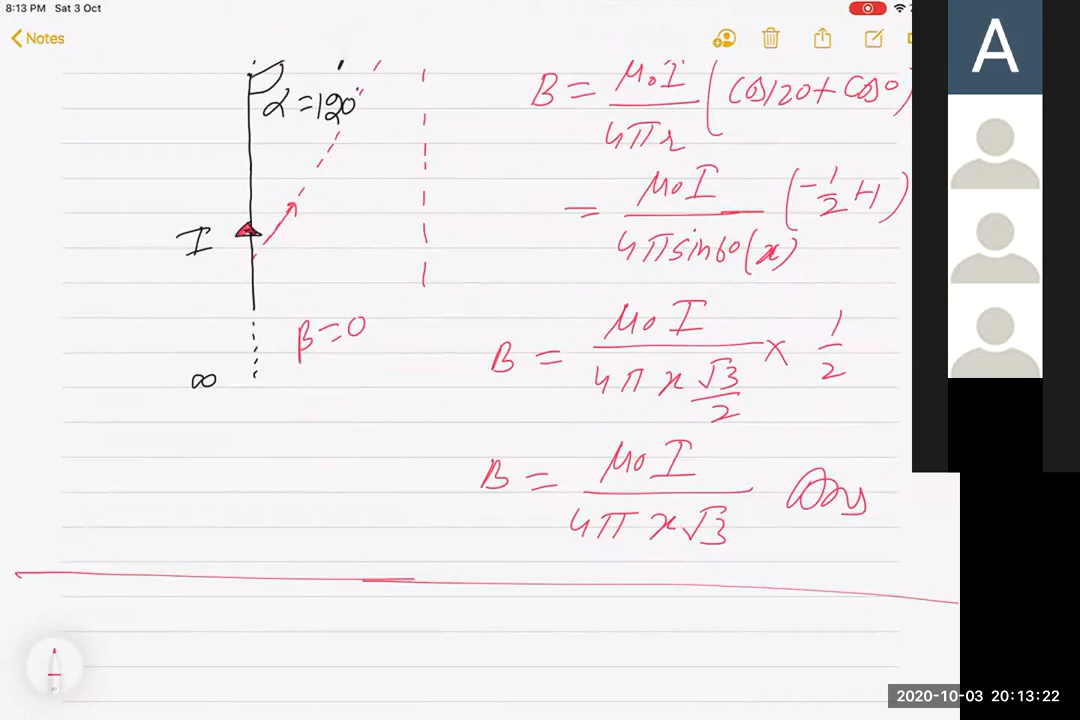 8:13 PM Sat 3 Oct
Notes
A
α = 120°
B = μ₀I / 4πr (cos120 + cos0
= μ₀I / 4π sin60(x) (-1/2 + 1)
I
β = 0
∞
B = μ₀I / 4π x √3/2 × 1/2
B = μ₀I / 4π x√3 Ans
2020-10-03 20:13:22